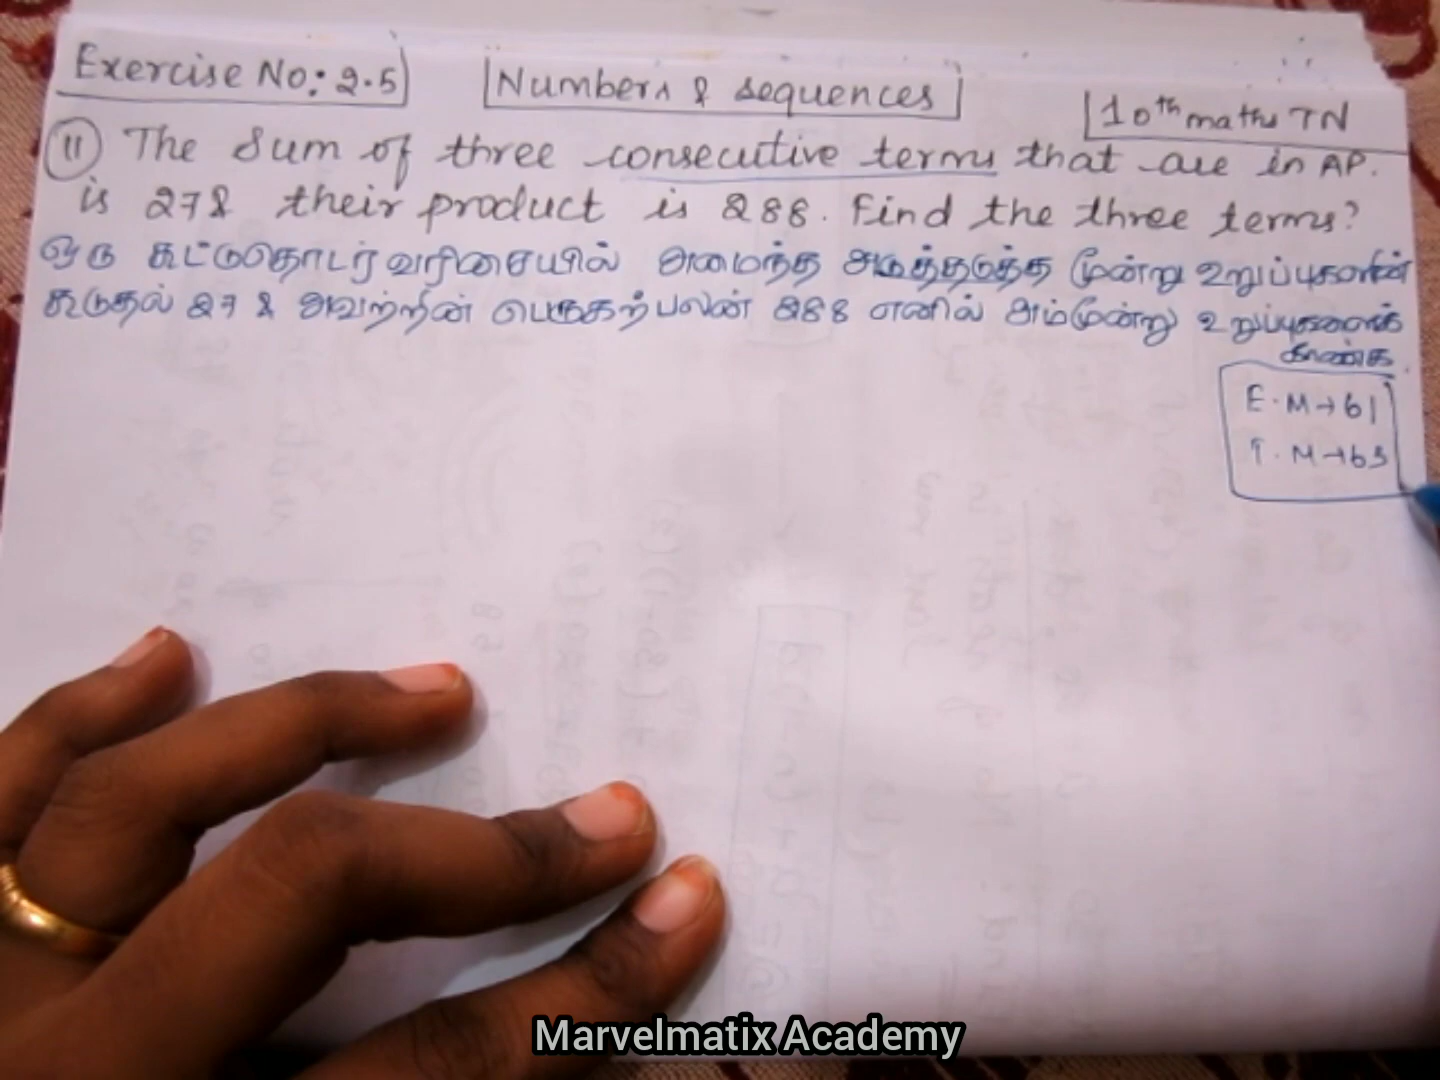 Exercise No: 2.5
Numbers & sequences
10th maths TN
(11) The sum of three consecutive terms that are in AP.
is 27 & their product is 288. Find the three terms?
ஒரு கூட்டுதொடர் வரிசையில் அமைந்த அடுத்தடுத்த மூன்று உறுப்புகளின்
கூடுதல் 27 & அவற்றின் பெருகற்பலன் 288 எனில் அம்மூன்று உறுப்புகளைக்
காண்க.
E.M→61
T.M→63
Marvelmatix Academy